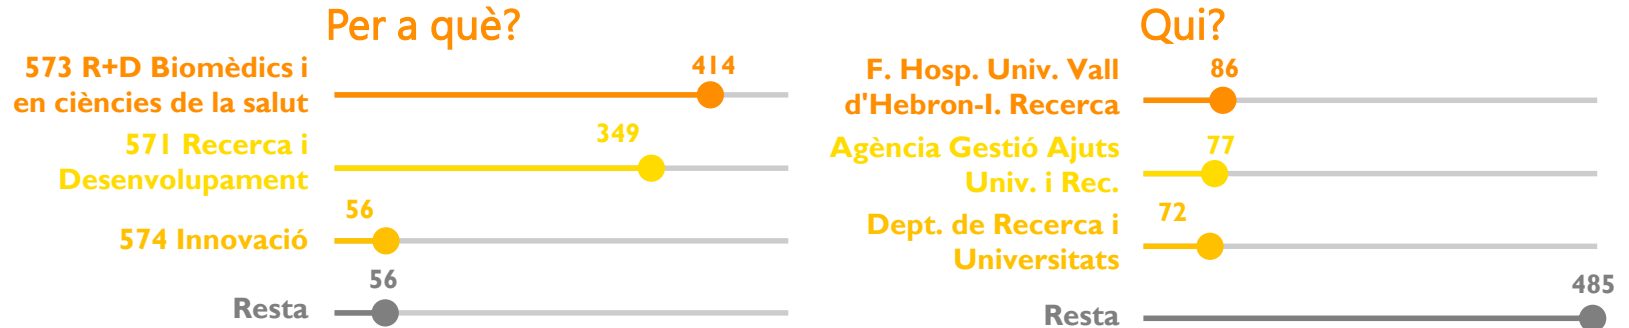 Per a què?
573 R+D Biomèdics i
en ciències de la salut
414
571 Recerca i
Desenvolupament
349
574 Innovació
56
Resta
56
Qui?
F. Hosp. Univ. Vall
d'Hebron-I. Recerca
86
Agència Gestió Ajuts
Univ. i Rec.
77
Dept. de Recerca i
Universitats
72
Resta
485